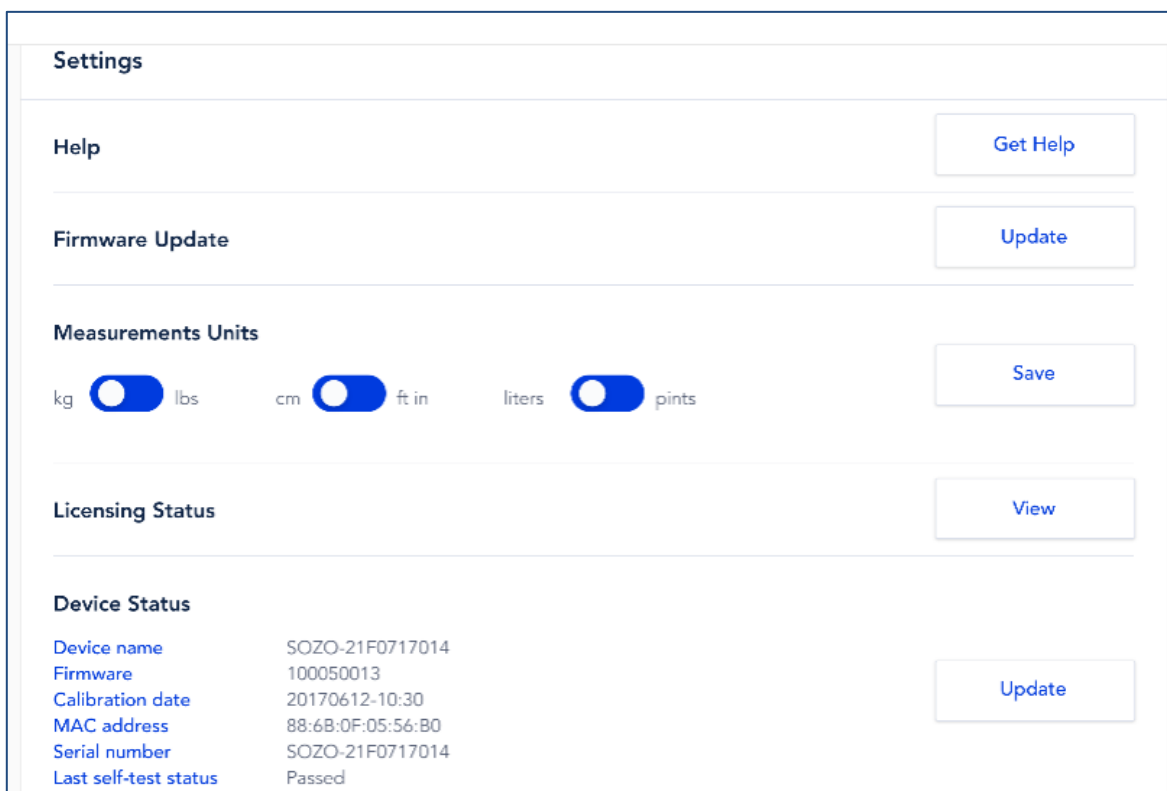 Settings
Help
Get Help
Firmware Update
Update
Measurements Units
kg lbs cm ft in liters pints
Save
Licensing Status
View
Device Status
Device name SOZO-21F0717014
Firmware 100050013
Calibration date 20170612-10:30
Update
MAC address 88:6B:0F:05:56:B0
Serial number SOZO-21F0717014
Last self-test status Passed